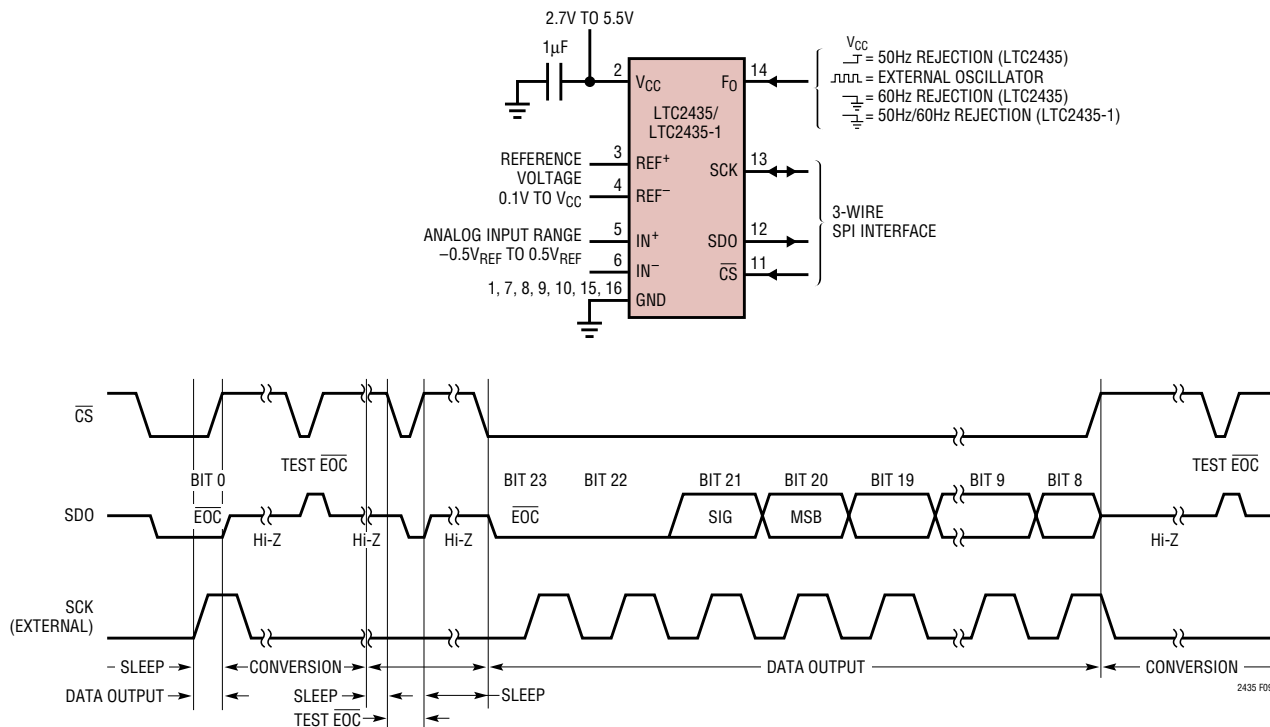 2.7V TO 5.5V
1µF
2
VCC
LTC2435/
LTC2435-1
FO
14
VCC
= 50Hz REJECTION (LTC2435)
= EXTERNAL OSCILLATOR
= 60Hz REJECTION (LTC2435)
= 50Hz/60Hz REJECTION (LTC2435-1)
REFERENCE
VOLTAGE
0.1V TO VCC
3
REF+
4
REF–
SCK
13
ANALOG INPUT RANGE
–0.5VREF TO 0.5VREF
5
IN+
6
IN–
SDO
12
CS
11
3-WIRE
SPI INTERFACE
1, 7, 8, 9, 10, 15, 16
GND
CS
TEST EOC
TEST EOC
BIT 0
BIT 23
BIT 22
BIT 21
BIT 20
BIT 19
BIT 9
BIT 8
SDO
EOC
EOC
SIG
MSB
Hi-Z
Hi-Z
Hi-Z
Hi-Z
SCK
(EXTERNAL)
SLEEP
CONVERSION
DATA OUTPUT
CONVERSION
DATA OUTPUT
SLEEP
SLEEP
TEST EOC
2435 F09